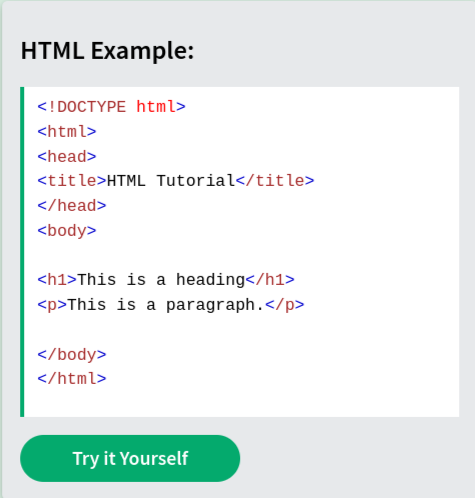 HTML Example:
<!DOCTYPE html>
<html>
<head>
<title>HTML Tutorial</title>
</head>
<body>
<h1>This is a heading</h1>
<p>This is a paragraph.</p>
</body>
</html>
Try it Yourself